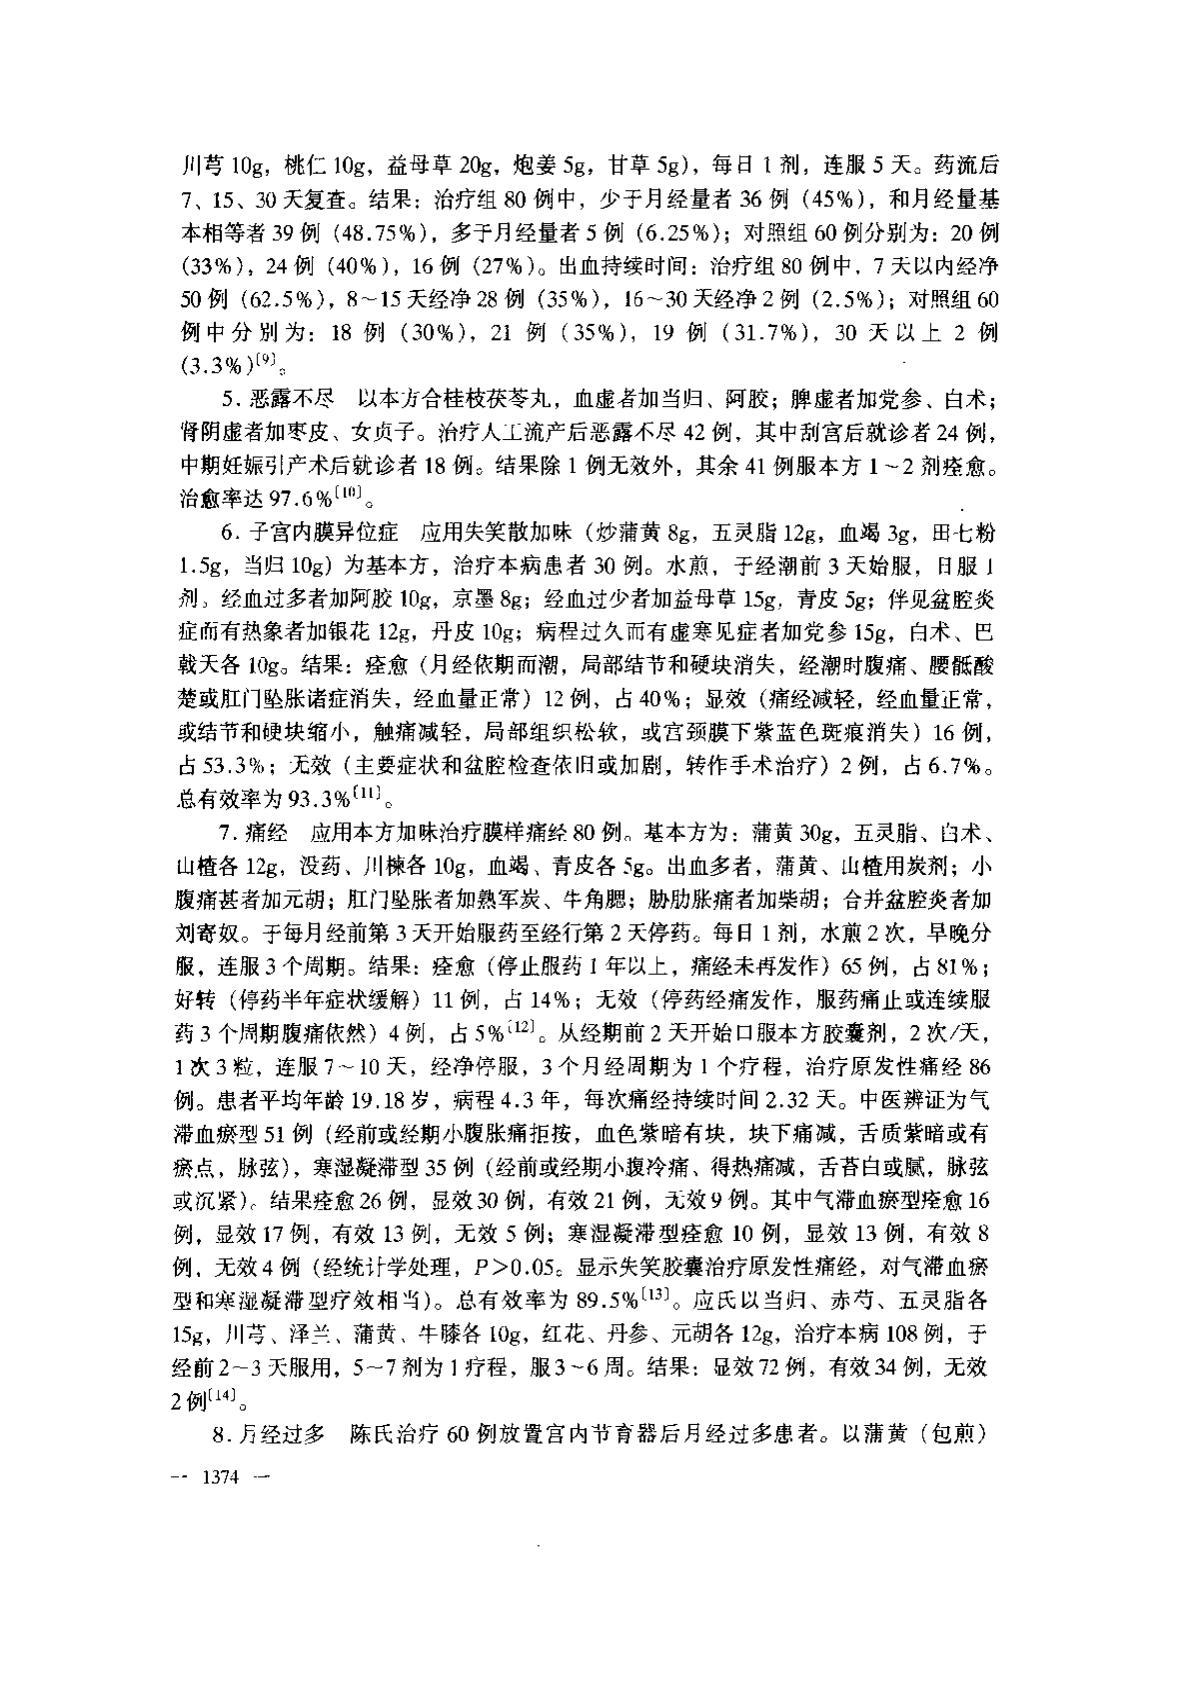 川芎 10g，桃仁 10g，益母草 20g，炮姜 5g，甘草 5g)，每日 1 剂，连服 5 天。药流后
7、15、30 天复查。结果：治疗组 80 例中，少于月经量者 36 例（45%），和月经量基
本相等者 39 例（48.75%），多于月经量者 5 例（6.25%）；对照组 60 例分别为：20 例
（33%），24 例（40%），16 例（27%）。出血持续时间：治疗组 80 例中，7 天以内经净
50 例（62.5%），8～15 天经净 28 例（35%），16～30 天经净 2 例（2.5%）；对照组 60
例中分别为：18 例（30%），21 例（35%），19 例（31.7%），30 天以上 2 例
(3.3%)〔9〕。
5. 恶露不尽　以本方合桂枝茯苓丸，血虚者加当归、阿胶；脾虚者加党参、白术；
肾阴虚者加枣皮、女贞子。治疗人工流产后恶露不尽 42 例，其中刮宫后就诊者 24 例，
中期妊娠引产术后就诊者 18 例。结果除 1 例无效外，其余 41 例服本方 1～2 剂痊愈。
治愈率达 97.6%〔10〕。
6. 子宫内膜异位症　应用失笑散加味（炒蒲黄 8g，五灵脂 12g，血竭 3g，田七粉
1.5g，当归 10g）为基本方，治疗本病患者 30 例。水煎，于经潮前 3 天始服，日服 1
剂。经血过多者加阿胶 10g，京墨 8g；经血过少者加益母草 15g，青皮 5g；伴见盆腔炎
症而有热象者加银花 12g，丹皮 10g；病程过久而有虚寒见症者加党参 15g，白术、巴
戟天各 10g。结果：痊愈（月经依期而潮，局部结节和硬块消失，经潮时腹痛、腰骶酸
楚或肛门坠胀诸症消失，经血量正常）12 例，占 40%；显效（痛经减轻，经血量正常，
或结节和硬块缩小，触痛减轻，局部组织松软，或宫颈膜下紫蓝色斑痕消失）16 例，
占 53.3%；无效（主要症状和盆腔检查依旧或加剧，转作手术治疗）2 例，占 6.7%。
总有效率为 93.3%〔11〕。
7. 痛经　应用本方加味治疗膜样痛经 80 例。基本方为：蒲黄 30g，五灵脂、白术、
山楂各 12g，没药、川楝各 10g，血竭、青皮各 5g。出血多者，蒲黄、山楂用炭剂；小
腹痛甚者加元胡；肛门坠胀者加熟军炭、牛角腮；胁肋胀痛者加柴胡；合并盆腔炎者加
刘寄奴。于每月经前第 3 天开始服药至经行第 2 天停药。每日 1 剂，水煎 2 次，早晚分
服，连服 3 个周期。结果：痊愈（停止服药 1 年以上，痛经未再发作）65 例，占 81%；
好转（停药半年症状缓解）11 例，占 14%；无效（停药经痛发作，服药痛止或连续服
药 3 个周期腹痛依然）4 例，占 5%〔12〕。从经期前 2 天开始口服本方胶囊剂，2 次/天，
1 次 3 粒，连服 7～10 天，经净停服，3 个月经周期为 1 个疗程，治疗原发性痛经 86
例。患者平均年龄 19.18 岁，病程 4.3 年，每次痛经持续时间 2.32 天。中医辨证为气
滞血瘀型 51 例（经前或经期小腹胀痛拒按，血色紫暗有块，块下痛减，舌质紫暗或有
瘀点，脉弦），寒湿凝滞型 35 例（经前或经期小腹冷痛、得热痛减，舌苔白或腻，脉弦
或沉紧）。结果痊愈 26 例，显效 30 例，有效 21 例，无效 9 例。其中气滞血瘀型痊愈 16
例，显效 17 例，有效 13 例，无效 5 例；寒湿凝滞型痊愈 10 例，显效 13 例，有效 8
例，无效 4 例（经统计学处理，P＞0.05。显示失笑胶囊治疗原发性痛经，对气滞血瘀
型和寒湿凝滞型疗效相当）。总有效率为 89.5%〔13〕。应氏以当归、赤芍、五灵脂各
15g，川芎、泽兰、蒲黄、牛膝各 10g，红花、丹参、元胡各 12g，治疗本病 108 例，于
经前 2～3 天服用，5～7 剂为 1 疗程，服 3～6 周。结果：显效 72 例，有效 34 例，无效
2 例〔14〕。
8. 月经过多　陈氏治疗 60 例放置宫内节育器后月经过多患者。以蒲黄（包煎）
— 1374 —